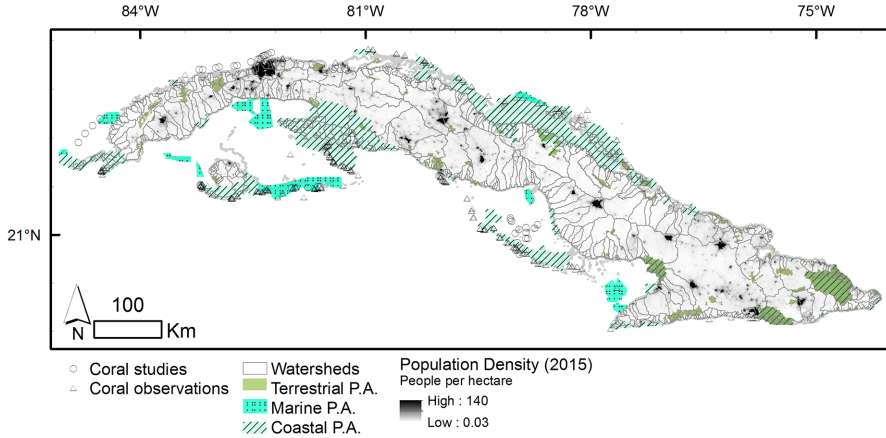 84°W 81°W 78°W 75°W
21°N
100
Km
N
Coral studies
Coral observations
Watersheds
Terrestrial P.A.
Marine P.A.
Coastal P.A.
Population Density (2015)
People per hectare
High : 140
Low : 0.03